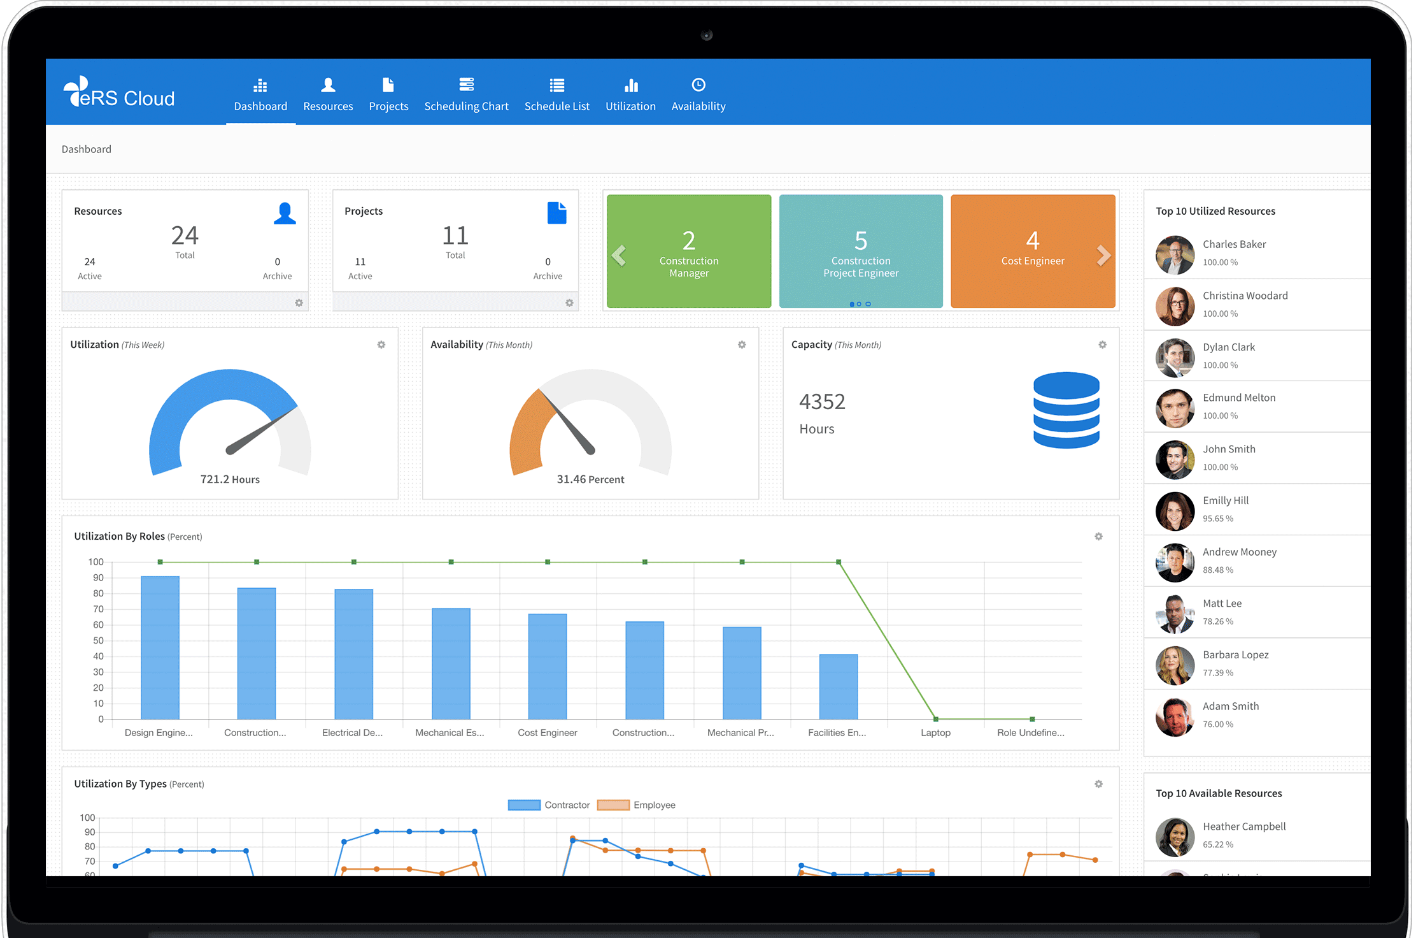 eRS Cloud
Dashboard
Resources
Projects
Scheduling Chart
Schedule List
Utilization
Availability
Dashboard
Resources
24
Total
24
Active
0
Archive
Projects
11
Total
11
Active
0
Archive
2
Construction
Manager
5
Construction
Project Engineer
4
Cost Engineer
Utilization (This Week)
721.2 Hours
Availability (This Month)
31.46 Percent
Capacity (This Month)
4352
Hours
Utilization By Roles (Percent)
100
90
80
70
60
50
40
30
20
10
0
Design Engine...
Construction...
Electrical De...
Mechanical Es...
Cost Engineer
Construction...
Mechanical Pr...
Facilities En...
Laptop
Role Undefine...
Utilization By Types (Percent)
Contractor
Employee
100
90
80
70
60
Top 10 Utilized Resources
Charles Baker
100.00 %
Christina Woodard
100.00 %
Dylan Clark
100.00 %
Edmund Melton
100.00 %
John Smith
100.00 %
Emilly Hill
95.65 %
Andrew Mooney
88.48 %
Matt Lee
78.26 %
Barbara Lopez
77.39 %
Adam Smith
76.00 %
Top 10 Available Resources
Heather Campbell
65.22 %